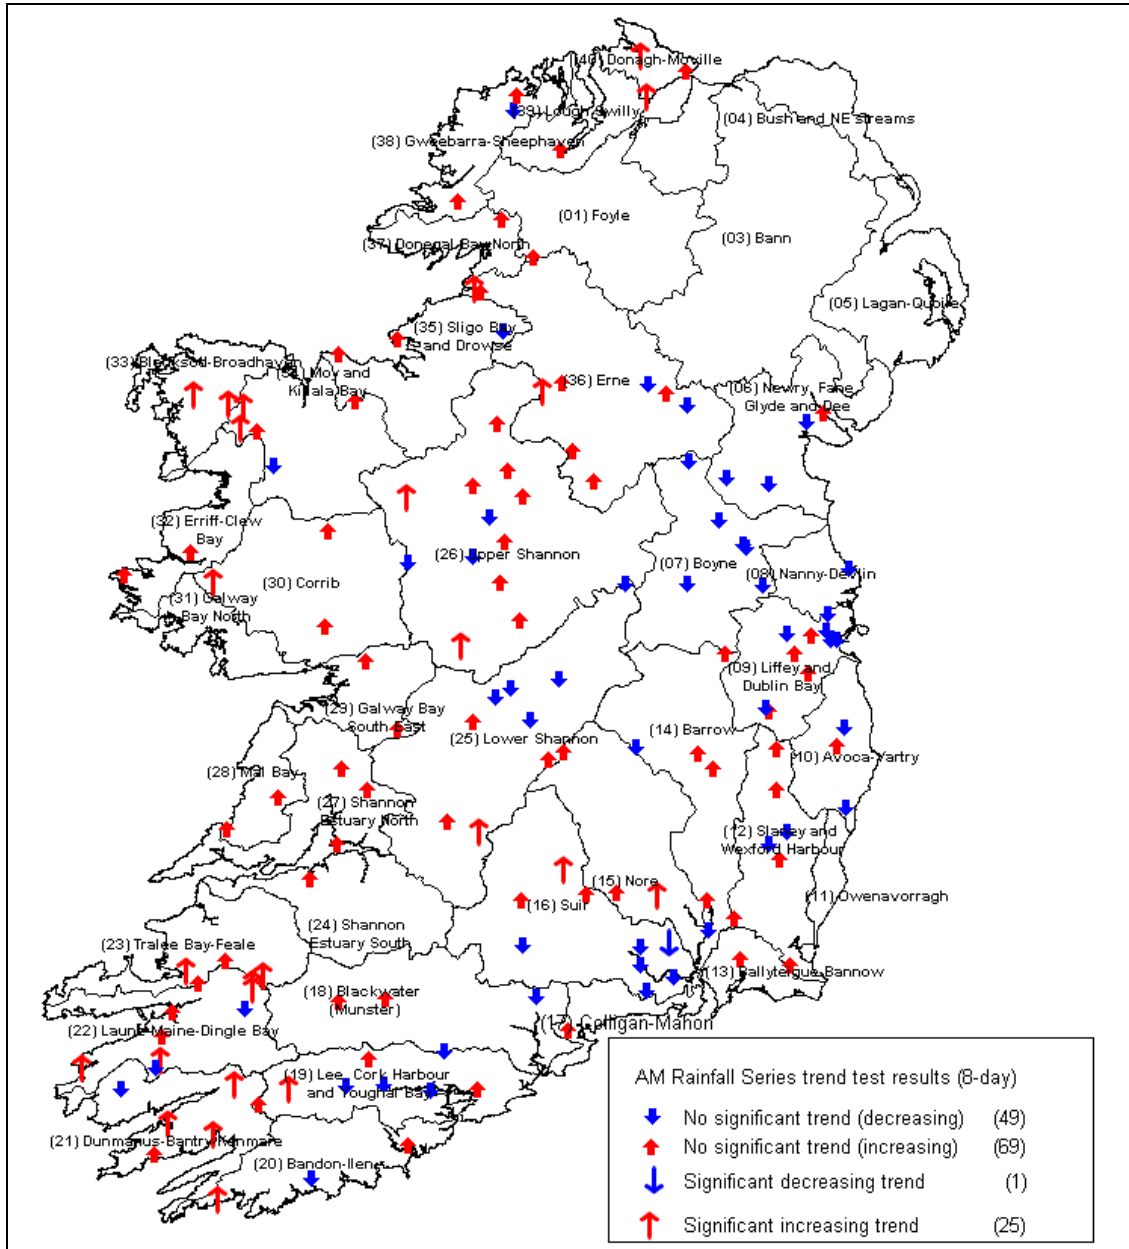 (40) Donagh-Moville
(39) Lough Swilly
(04) Bush and NE streams
(38) Gweebarra-Sheephaven
(01) Foyle
(03) Bann
(37) Donegal Bay North
(05) Lagan-Quoile
(35) Sligo Bay
and Drowse
(33) Blacksod-Broadhaven
Moy and
Killala Bay
(36) Erne
(06) Newry, Fane,
Glyde and Dee
(32) Erriff-Clew
Bay
(26) Upper Shannon
(07) Boyne
(08) Nanny-Devlin
(30) Corrib
(31) Galway
Bay North
(09) Liffey and
Dublin Bay
(29) Galway Bay
South East
(25) Lower Shannon
(14) Barrow
(10) Avoca-Vartry
(28) Mal Bay
(27) Shannon
Estuary North
(12) Slaney and
Wexford Harbour
(15) Nore
(16) Suir
(11) Owenavorragh
(24) Shannon
Estuary South
(23) Tralee Bay-Feale
(13) Ballyteigue-Bannow
(18) Blackwater
(Munster)
(17) Colligan-Mahon
(22) Laune-Maine-Dingle Bay
(19) Lee, Cork Harbour
and Youghal Bay
(21) Dunmanus-Bantry-Kenmare
(20) Bandon-Ilen
AM Rainfall Series trend test results (8-day)
No significant trend (decreasing) (49)
No significant trend (increasing) (69)
Significant decreasing trend (1)
Significant increasing trend (25)